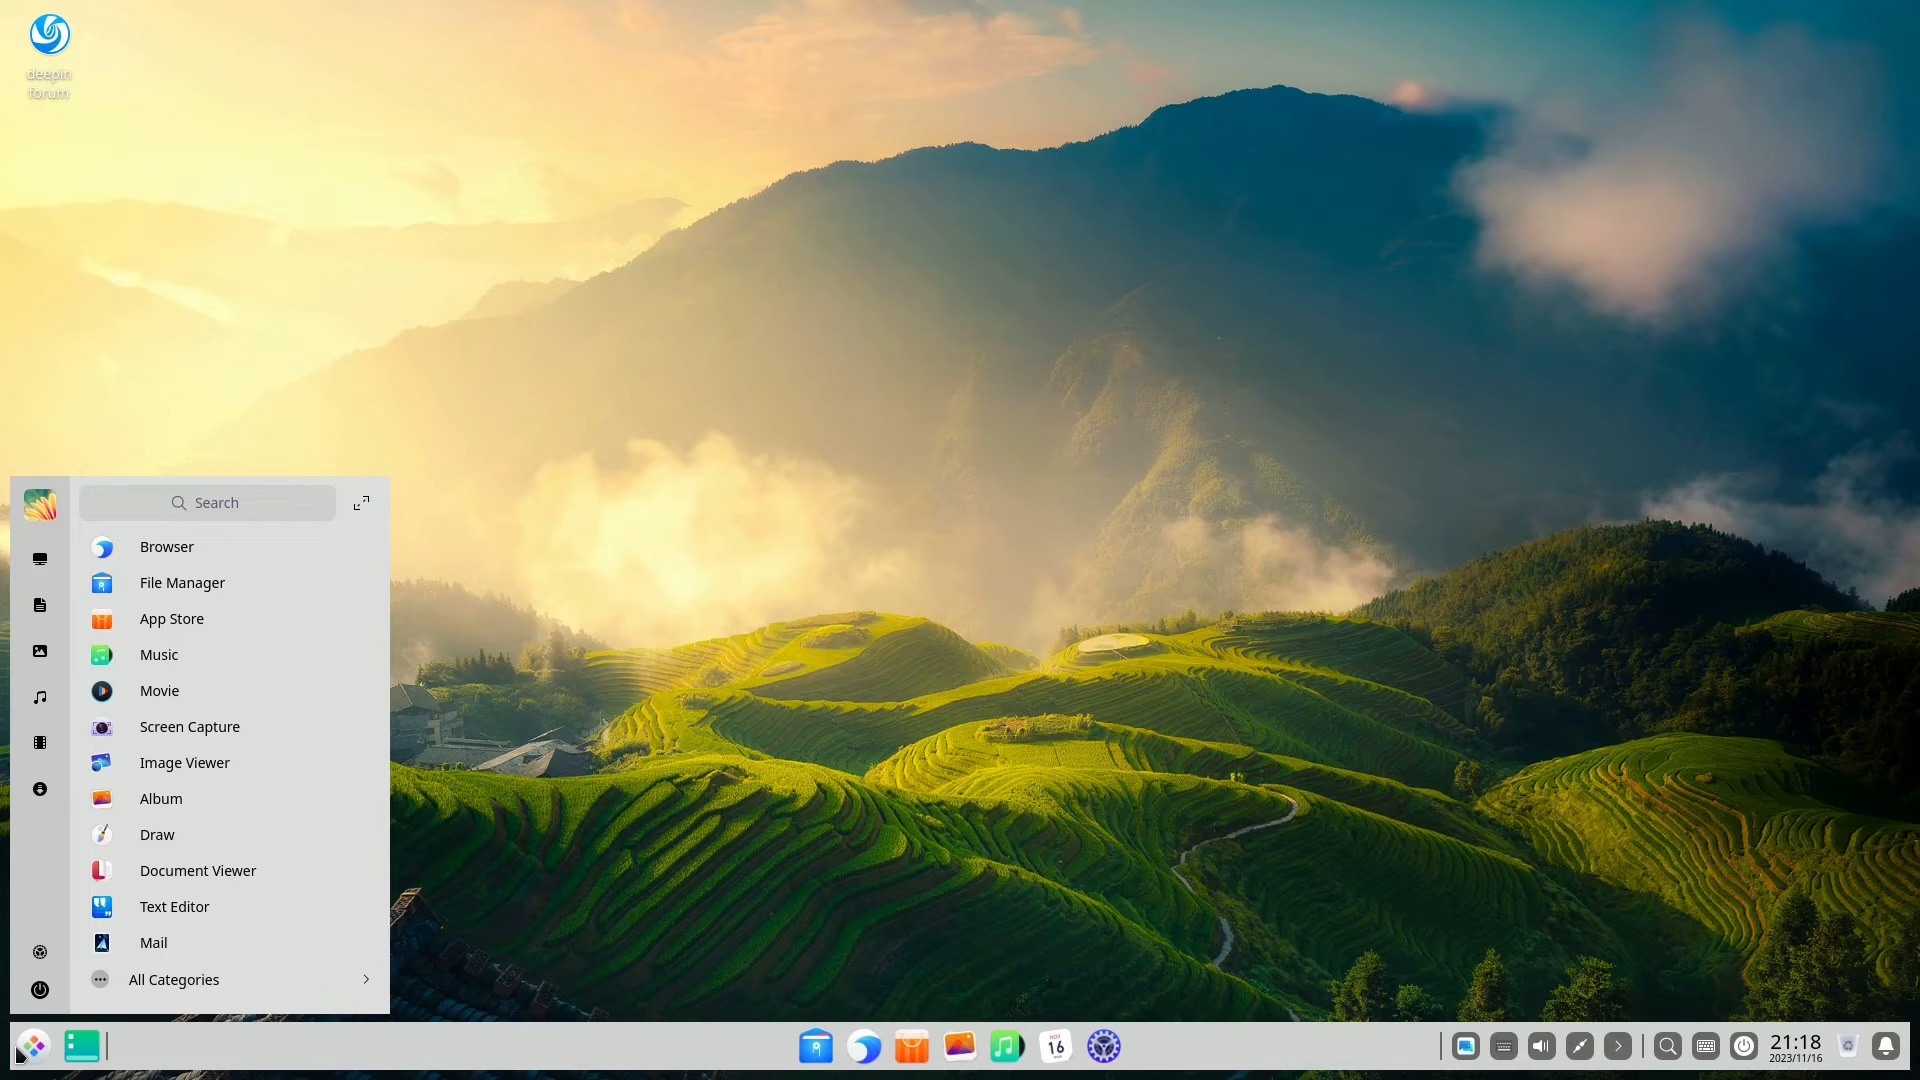 deepin
forum
Search
Browser
File Manager
App Store
Music
Movie
Screen Capture
Image Viewer
Album
Draw
Document Viewer
Text Editor
Mail
All Categories
NOV
16
21:18
2023/11/16